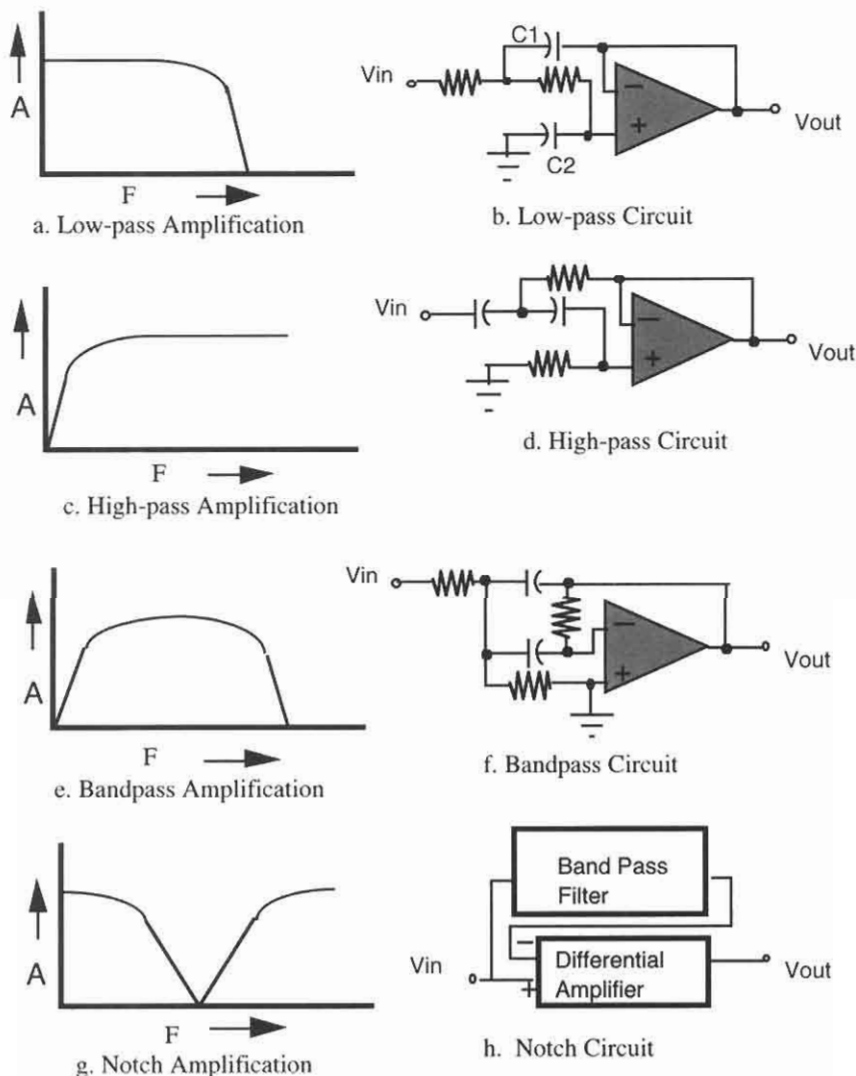 A
F
a. Low-pass Amplification
Vin
C1
−
+
C2
Vout
b. Low-pass Circuit
A
F
c. High-pass Amplification
Vin
−
+
Vout
d. High-pass Circuit
A
F
e. Bandpass Amplification
Vin
−
+
Vout
f. Bandpass Circuit
A
F
g. Notch Amplification
Band Pass
Filter
−
Vin
+
Differential
Amplifier
Vout
h. Notch Circuit